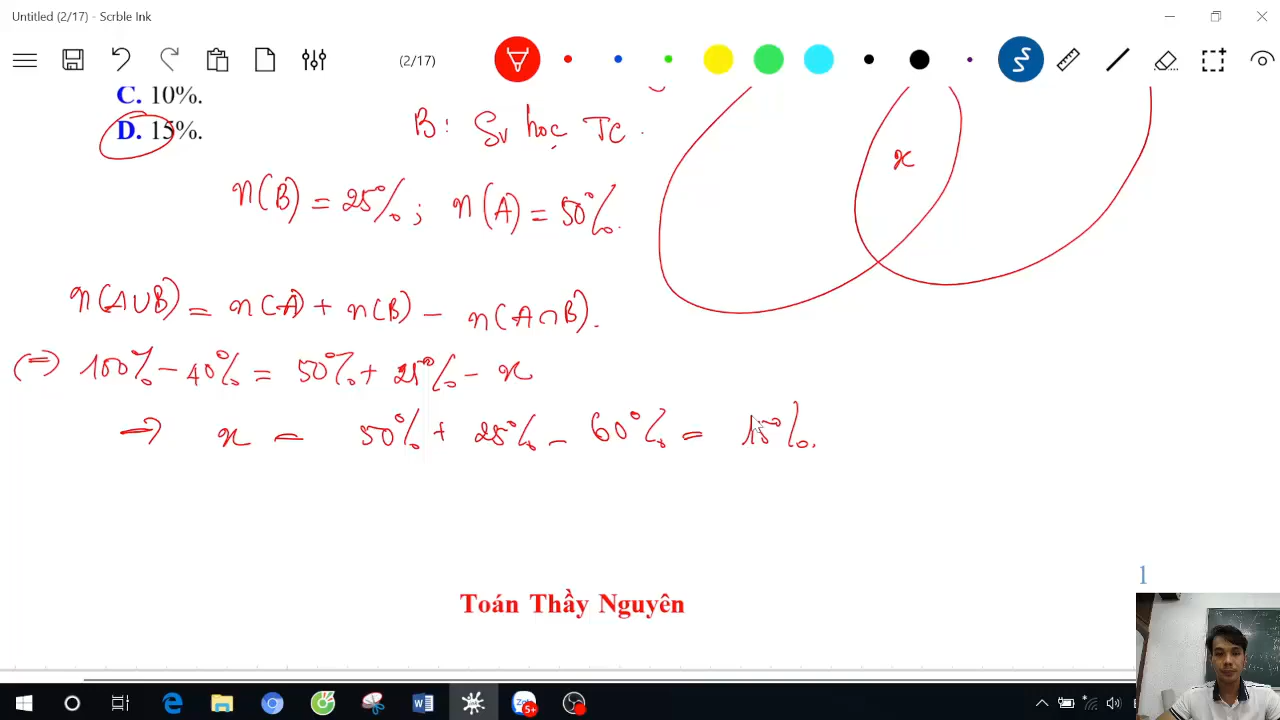 Untitled (2/17) - Scrble Ink
(2/17)
C. 10%.
D. 15%.
B: Sv học TC.
x
n(B) = 25%; n(A) = 50%.
n(A∪B) = n(A) + n(B) - n(A∩B).
(=) 100% - 40% = 50% + 25% - x
=> x = 50% + 25% - 60% = 15%.
1
Toán Thầy Nguyên
5+